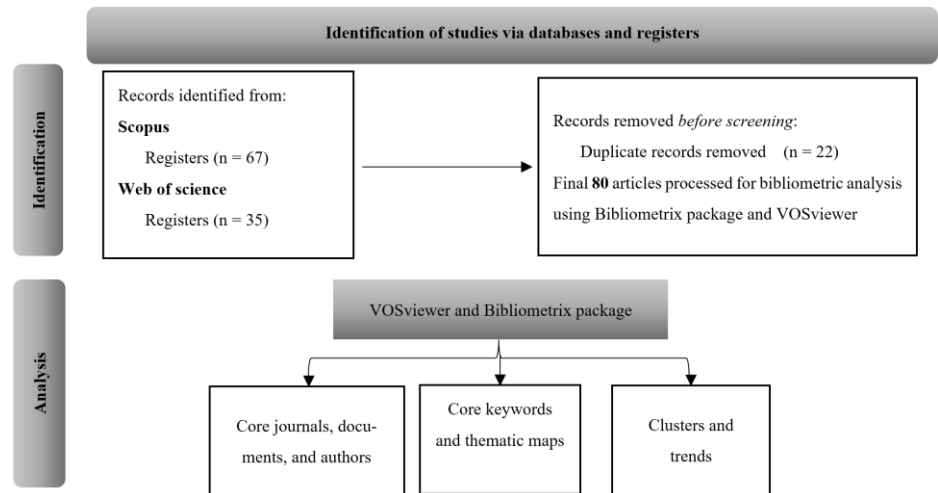 Identification of studies via databases and registers
Identification
Records identified from:
Scopus
Registers (n = 67)
Web of science
Registers (n = 35)
Records removed before screening:
Duplicate records removed (n = 22)
Final 80 articles processed for bibliometric analysis
using Bibliometrix package and VOSviewer
Analysis
VOSviewer and Bibliometrix package
Core journals, docu-
ments, and authors
Core keywords
and thematic maps
Clusters and
trends